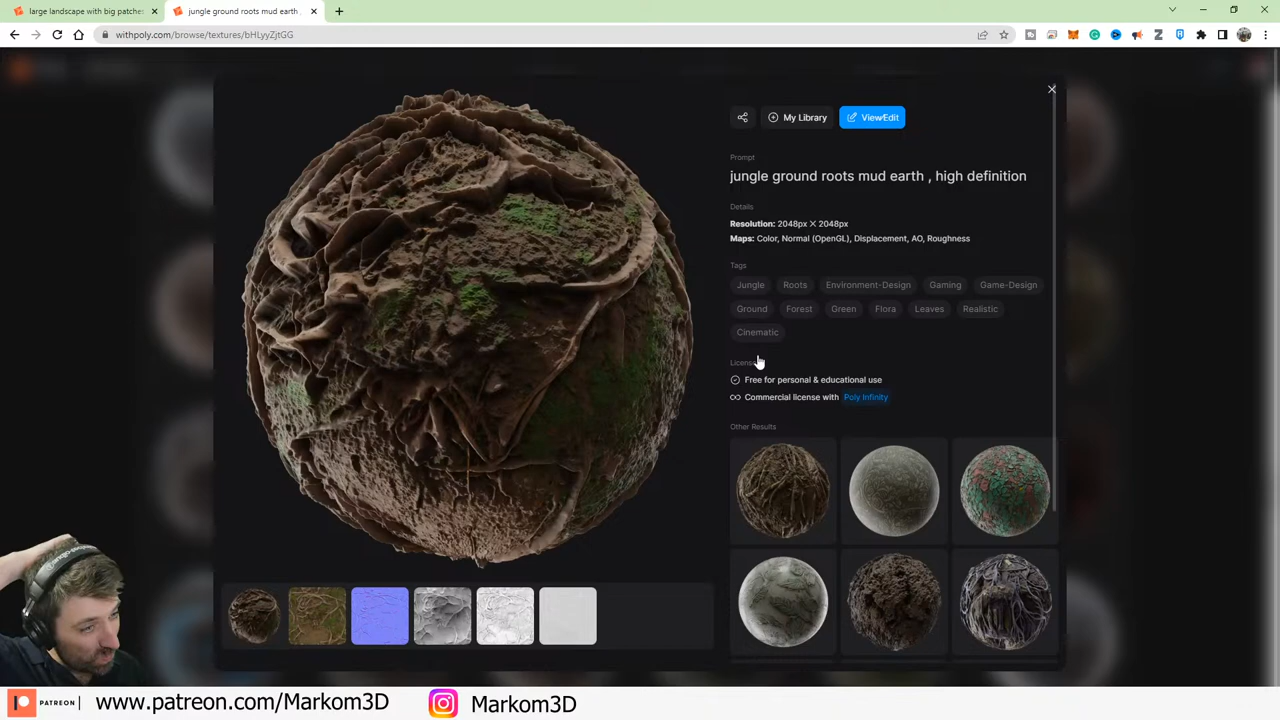 large landscape with big patche
jungle ground roots mud earth ,
withpoly.com/browse/textures/bHLyyZjtGG
My Library
View/Edit
Prompt
jungle ground roots mud earth , high definition
Details
Resolution: 2048px × 2048px
Maps: Color, Normal (OpenGL), Displacement, AO, Roughness
Tags
Jungle Roots Environment-Design Gaming Game-Design
Ground Forest Green Flora Leaves Realistic
Cinematic
License
Free for personal & educational use
Commercial license with Poly Infinity
Other Results
PATREON www.patreon.com/Markom3D Markom3D